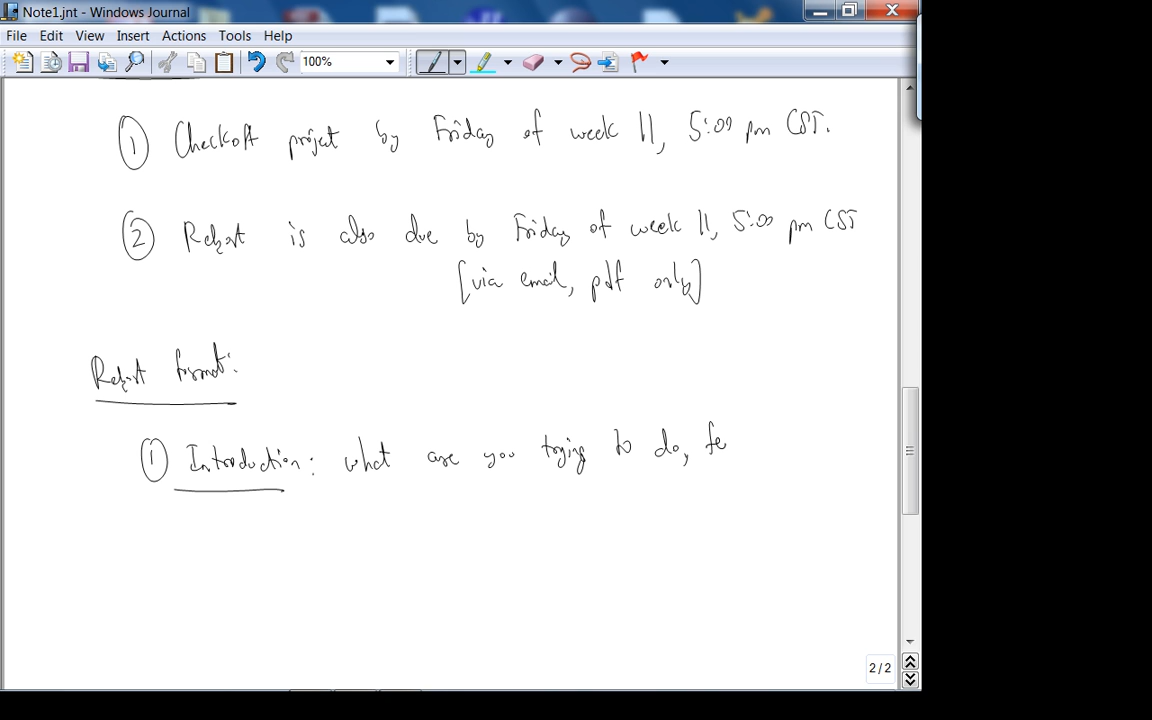 Note1.jnt - Windows Journal
File Edit View Insert Actions Tools Help
100%
① Checkoff project by Friday of week 11, 5:00 pm CST.
② Report is also due by Friday of week 11, 5:00 pm CST
[via email, pdf only]
Report format:
① Introduction: what are you trying to do, fe
2/2